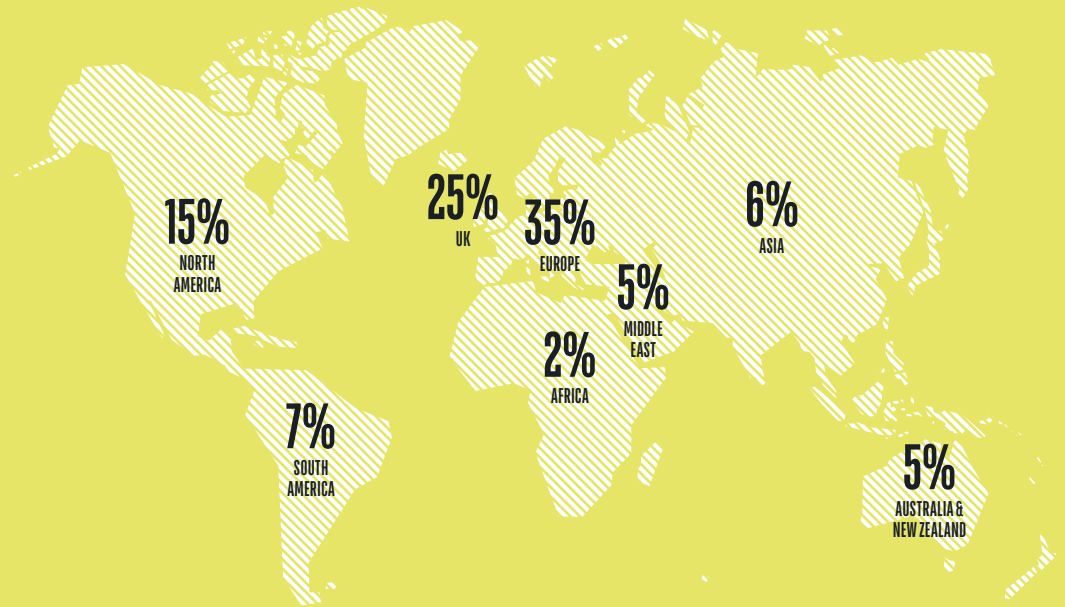 15%
NORTH
AMERICA
25%
UK
35%
EUROPE
6%
ASIA
5%
MIDDLE
EAST
2%
AFRICA
7%
SOUTH
AMERICA
5%
AUSTRALIA &
NEW ZEALAND